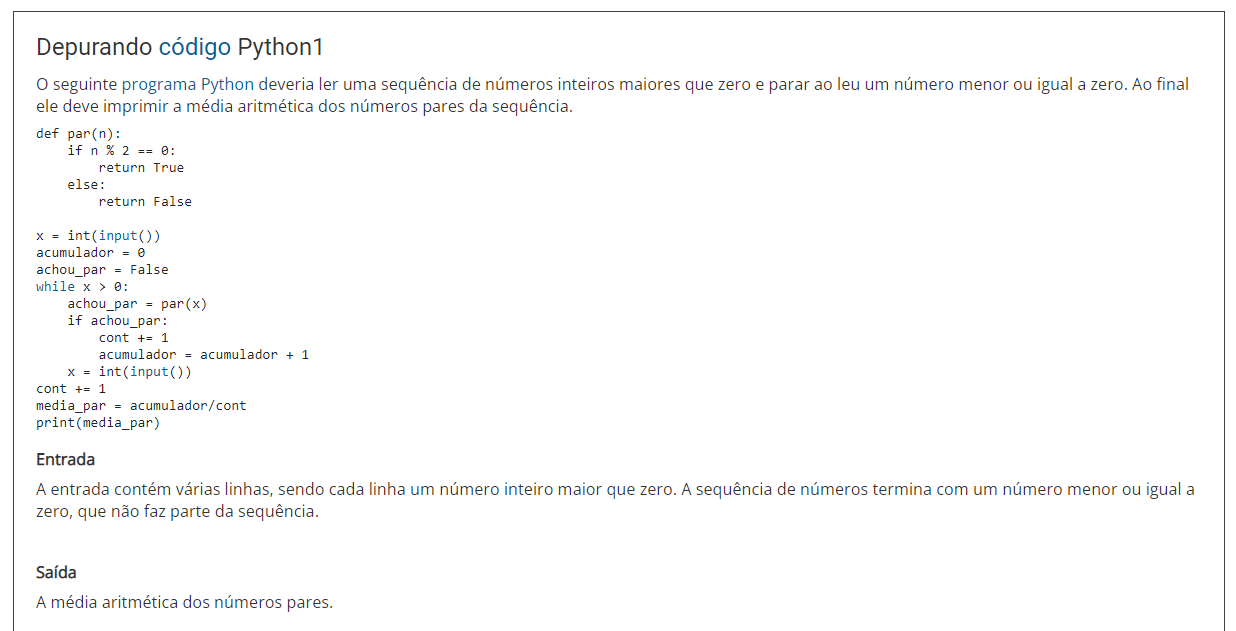 Depurando código Python1
O seguinte programa Python deveria ler uma sequência de números inteiros maiores que zero e parar ao leu um número menor ou igual a zero. Ao final
ele deve imprimir a média aritmética dos números pares da sequência.
def par(n):
    if n % 2 == 0:
        return True
    else:
        return False

x = int(input())
acumulador = 0
achou_par = False
while x > 0:
    achou_par = par(x)
    if achou_par:
        cont += 1
        acumulador = acumulador + 1
    x = int(input())
cont += 1
media_par = acumulador/cont
print(media_par)
Entrada
A entrada contém várias linhas, sendo cada linha um número inteiro maior que zero. A sequência de números termina com um número menor ou igual a
zero, que não faz parte da sequência.
Saída
A média aritmética dos números pares.